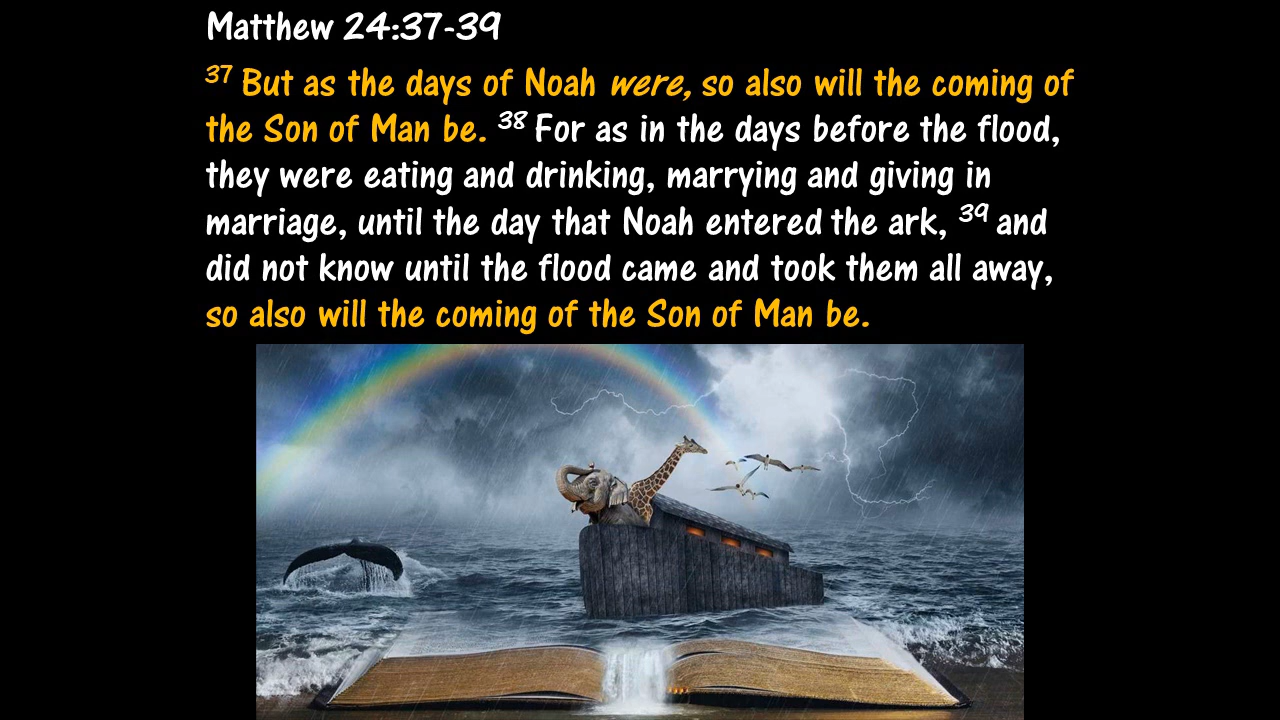 Matthew 24:37-39
37 But as the days of Noah were, so also will the coming of
the Son of Man be. 38 For as in the days before the flood,
they were eating and drinking, marrying and giving in
marriage, until the day that Noah entered the ark, 39 and
did not know until the flood came and took them all away,
so also will the coming of the Son of Man be.